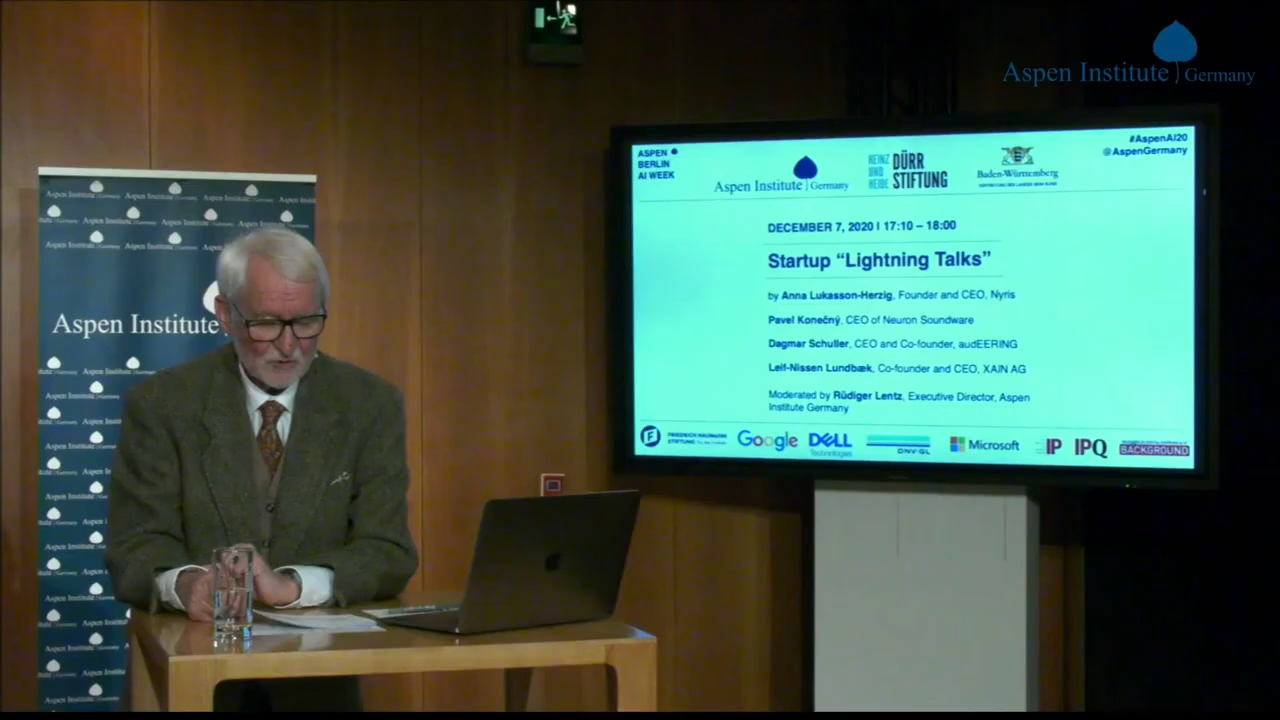 Aspen Institute Germany
ASPEN
BERLIN
AI WEEK
Aspen Institute Germany
HEINZ
UND
HEIDE
DÜRR
STIFTUNG
Baden-Württemberg
#AspenAI20
@AspenGermany
DECEMBER 7, 2020 | 17:10 – 18:00
Startup “Lightning Talks”
by Anna Lukasson-Herzig, Founder and CEO, Nyris
Pavel Konečný, CEO of Neuron Soundware
Dagmar Schuller, CEO and Co-founder, audEERING
Leif-Nissen Lundbæk, Co-founder and CEO, XAIN AG
Moderated by Rüdiger Lentz, Executive Director, Aspen
Institute Germany
FRIEDRICH NAUMANN
STIFTUNG
Google
DELL
Technologies
DNV·GL
Microsoft
IP
IPQ
BACKGROUND
Aspen Institute